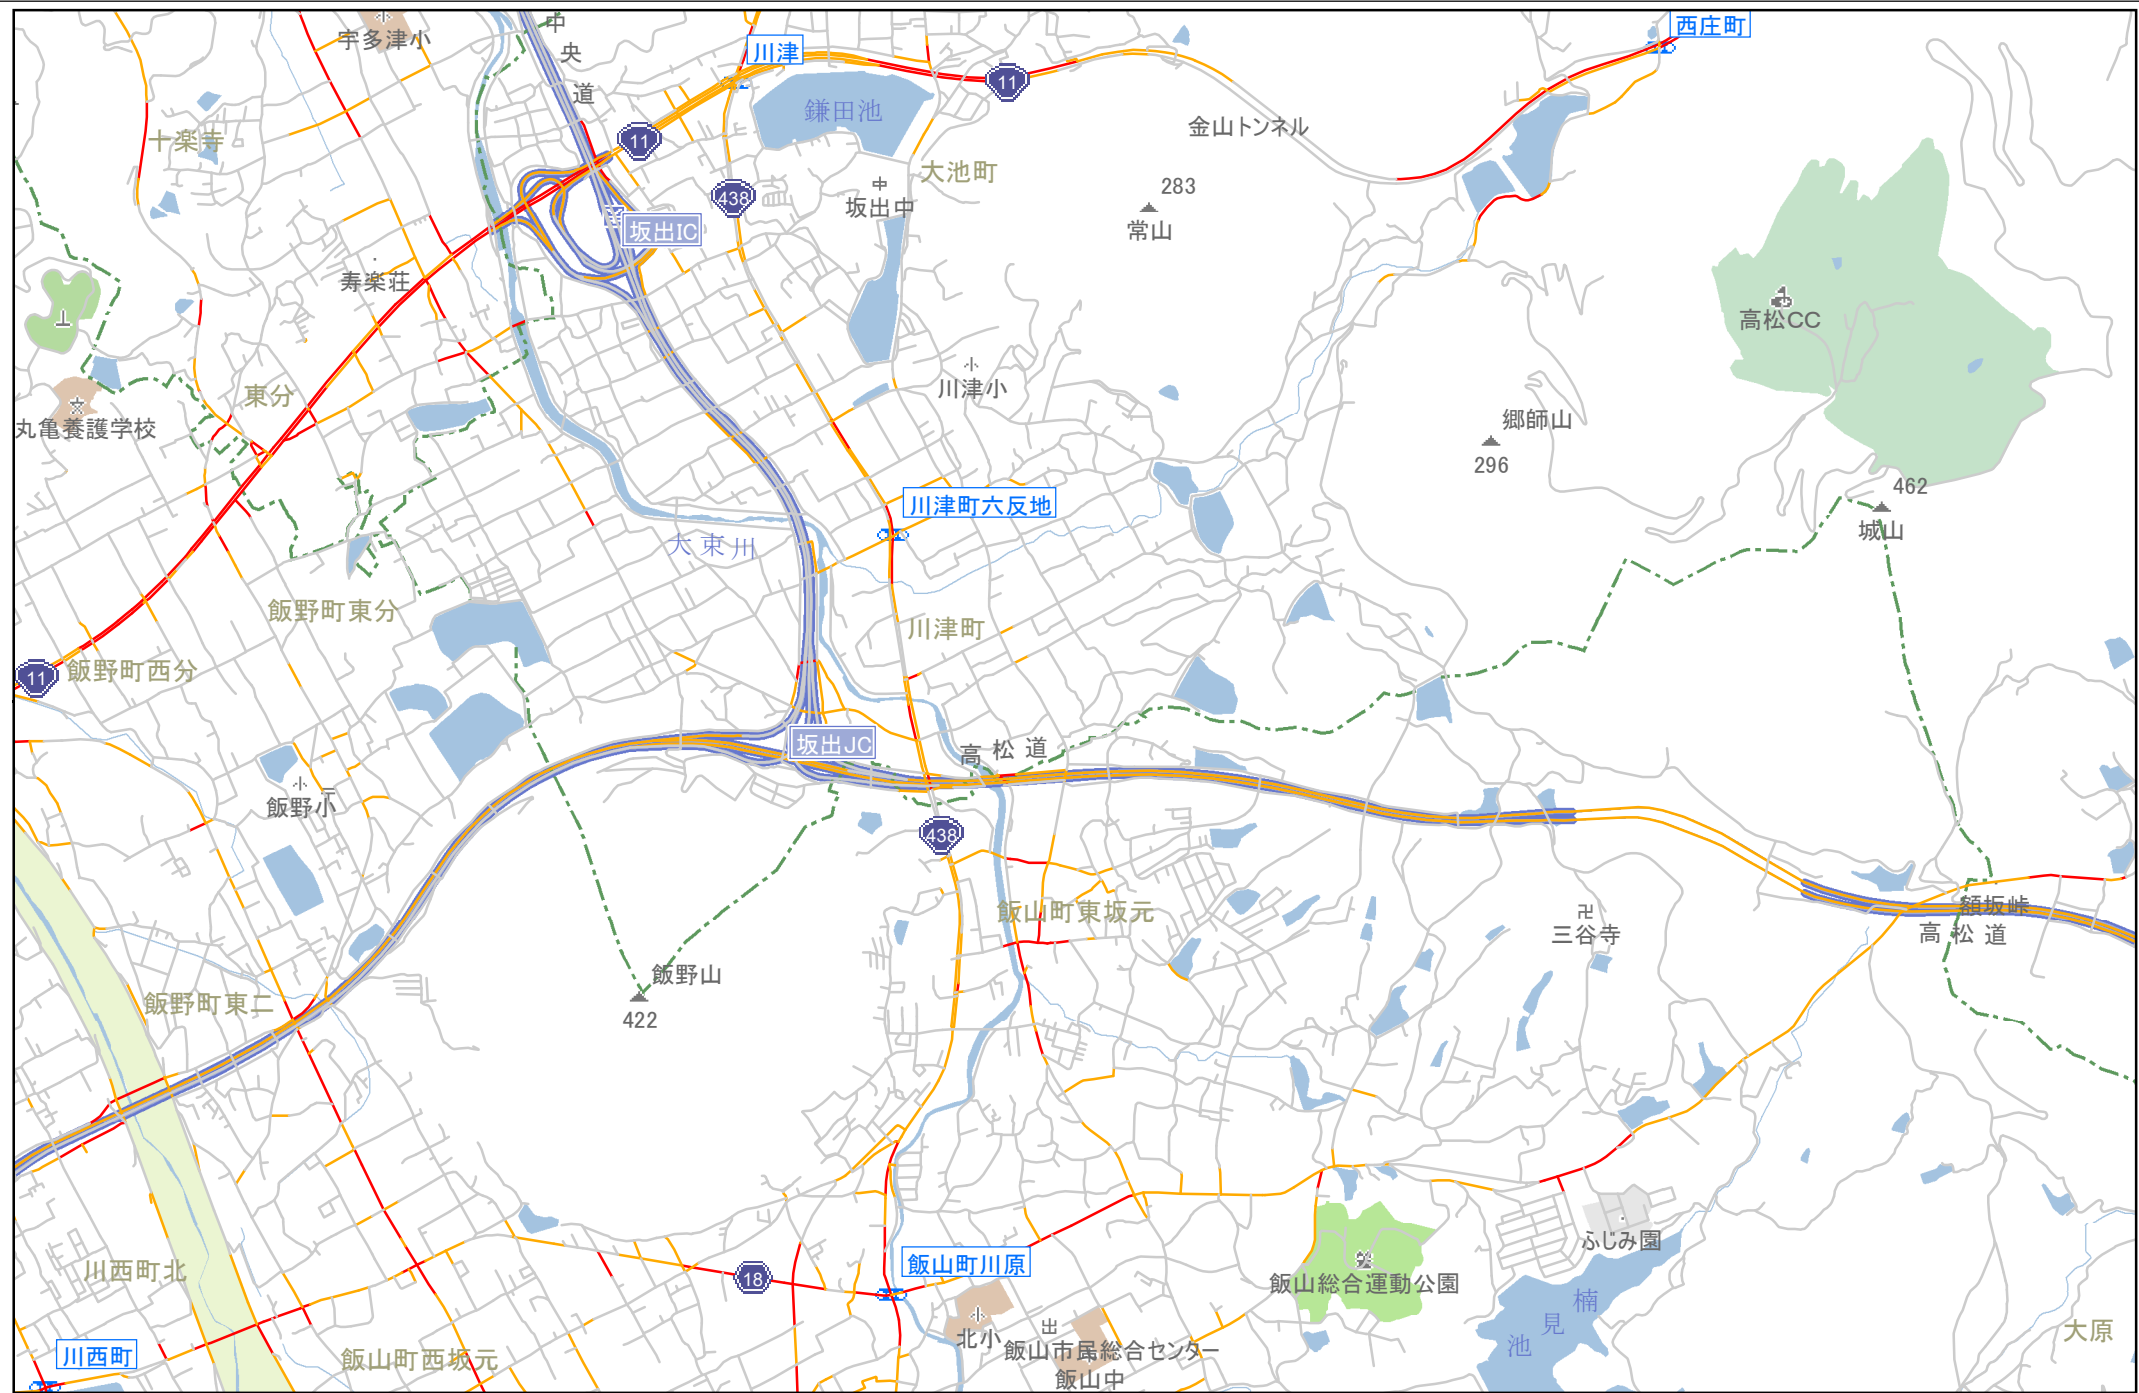 宇多津小
中央道
川津
11
西庄町
鎌田池
金山トンネル
十楽寺
11
大池町
438
坂出中
283
常山
坂出IC
寿楽荘
高松CC
川津小
東分
丸亀養護学校
郷師山
296
462
城山
川津町六反地
大束川
飯野町東分
川津町
11
飯野町西分
坂出JC
高松道
飯野小
438
飯山町東坂元
額坂峠
高松道
三谷寺
飯野山
422
飯野町東二
川西町北
18
飯山町川原
ふじみ園
飯山総合運動公園
楠見池
北小
飯山市民総合センター
飯山中
大原
川西町
飯山町西坂元